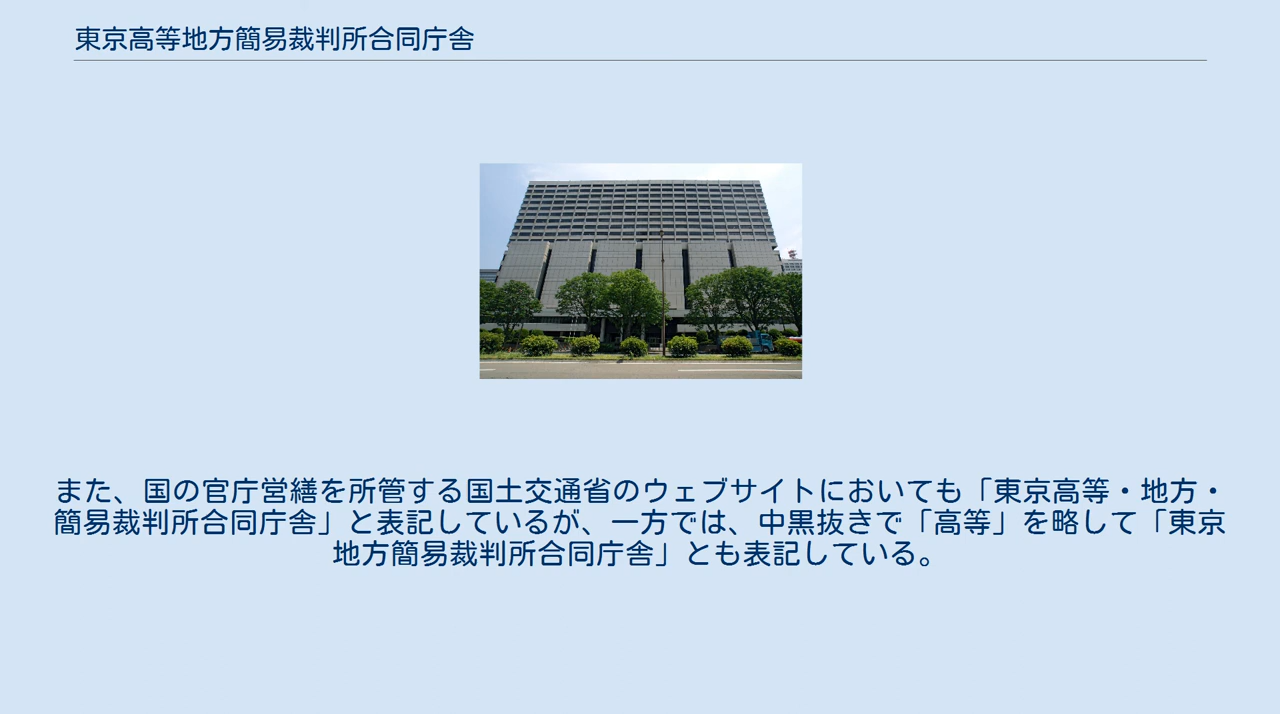 東京高等地方簡易裁判所合同庁舎
また、国の官庁営繕を所管する国土交通省のウェブサイトにおいても「東京高等・地方・
簡易裁判所合同庁舎」と表記しているが、一方では、中黒抜きで「高等」を略して「東京
地方簡易裁判所合同庁舎」とも表記している。